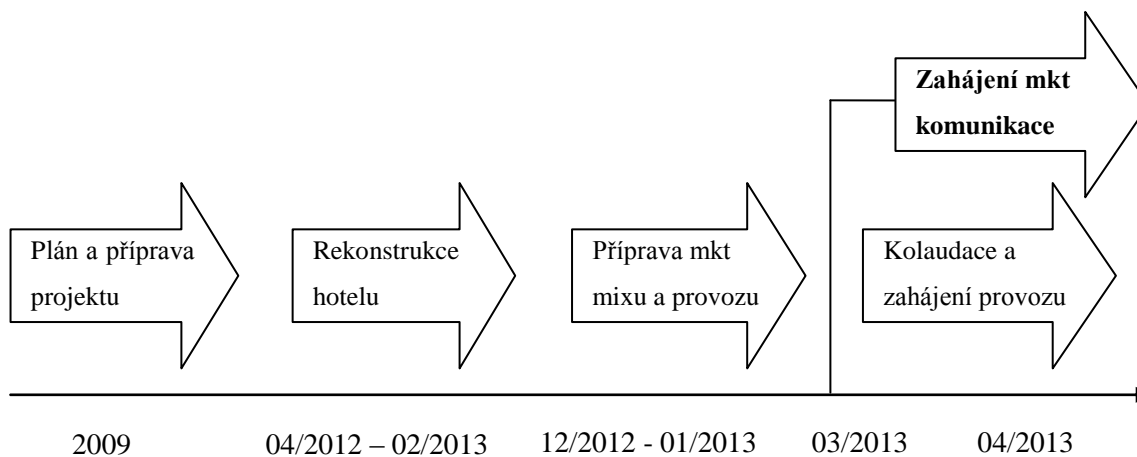 Zahájení mkt
komunikace
Plán a příprava
projektu
Rekonstrukce
hotelu
Příprava mkt
mixu a provozu
Kolaudace a
zahájení provozu
2009
04/2012 – 02/2013
12/2012 - 01/2013
03/2013
04/2013